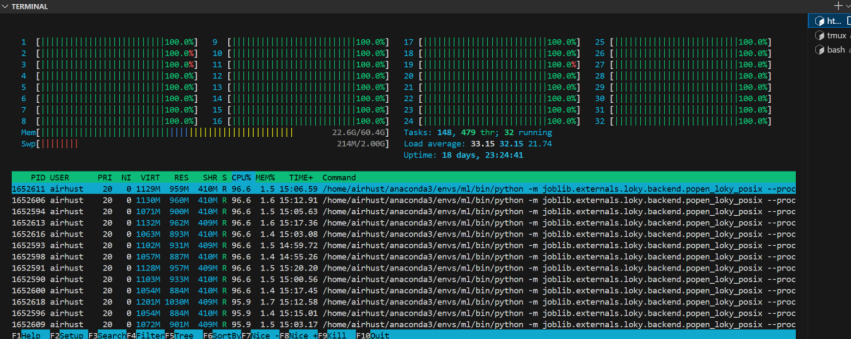 TERMINAL
ht...
tmux
bash
1 [||||||||||||||||||||||||||100.0%] 9 [||||||||||||||||||||||||||100.0%] 17 [||||||||||||||||||||||||||100.0%] 25 [||||||||||||||||||||||||||100.0%]
2 [||||||||||||||||||||||||||100.0%] 10 [||||||||||||||||||||||||||100.0%] 18 [||||||||||||||||||||||||||100.0%] 26 [||||||||||||||||||||||||||100.0%]
3 [||||||||||||||||||||||||||100.0%] 11 [||||||||||||||||||||||||||100.0%] 19 [||||||||||||||||||||||||||100.0%] 27 [||||||||||||||||||||||||||100.0%]
4 [||||||||||||||||||||||||||100.0%] 12 [||||||||||||||||||||||||||100.0%] 20 [||||||||||||||||||||||||||100.0%] 28 [||||||||||||||||||||||||||100.0%]
5 [||||||||||||||||||||||||||100.0%] 13 [||||||||||||||||||||||||||100.0%] 21 [||||||||||||||||||||||||||100.0%] 29 [||||||||||||||||||||||||||100.0%]
6 [||||||||||||||||||||||||||100.0%] 14 [||||||||||||||||||||||||||100.0%] 22 [||||||||||||||||||||||||||100.0%] 30 [||||||||||||||||||||||||||100.0%]
7 [||||||||||||||||||||||||||100.0%] 15 [||||||||||||||||||||||||||100.0%] 23 [||||||||||||||||||||||||||100.0%] 31 [||||||||||||||||||||||||||100.0%]
8 [||||||||||||||||||||||||||100.0%] 16 [||||||||||||||||||||||||||100.0%] 24 [||||||||||||||||||||||||||100.0%] 32 [||||||||||||||||||||||||||100.0%]
Mem[||||||||||||||||||||||||||||||||||||||||||||||||||||| 22.6G/60.4G] Tasks: 148, 479 thr; 32 running
Swp[|||||||| 214M/2.00G] Load average: 33.15 32.15 21.74
Uptime: 18 days, 23:24:41
PID USER PRI NI VIRT RES SHR S CPU% MEM% TIME+ Command
1652611 airhust 20 0 1129M 959M 410M R 96.6 1.5 15:06.59 /home/airhust/anaconda3/envs/ml/bin/python -m joblib.externals.loky.backend.popen_loky_posix --proc
1652606 airhust 20 0 1130M 960M 410M R 96.6 1.6 15:12.91 /home/airhust/anaconda3/envs/ml/bin/python -m joblib.externals.loky.backend.popen_loky_posix --proc
1652594 airhust 20 0 1071M 900M 410M R 96.6 1.5 15:05.63 /home/airhust/anaconda3/envs/ml/bin/python -m joblib.externals.loky.backend.popen_loky_posix --proc
1652613 airhust 20 0 1132M 962M 409M R 96.6 1.6 15:17.36 /home/airhust/anaconda3/envs/ml/bin/python -m joblib.externals.loky.backend.popen_loky_posix --proc
1652616 airhust 20 0 1063M 893M 410M R 96.6 1.4 15:03.08 /home/airhust/anaconda3/envs/ml/bin/python -m joblib.externals.loky.backend.popen_loky_posix --proc
1652593 airhust 20 0 1102M 931M 409M R 96.6 1.5 14:59.72 /home/airhust/anaconda3/envs/ml/bin/python -m joblib.externals.loky.backend.popen_loky_posix --proc
1652598 airhust 20 0 1057M 887M 410M R 96.6 1.4 14:55.26 /home/airhust/anaconda3/envs/ml/bin/python -m joblib.externals.loky.backend.popen_loky_posix --proc
1652591 airhust 20 0 1128M 957M 409M R 96.6 1.5 15:20.20 /home/airhust/anaconda3/envs/ml/bin/python -m joblib.externals.loky.backend.popen_loky_posix --proc
1652590 airhust 20 0 1103M 933M 410M R 96.6 1.5 15:00.56 /home/airhust/anaconda3/envs/ml/bin/python -m joblib.externals.loky.backend.popen_loky_posix --proc
1652600 airhust 20 0 1054M 884M 410M R 96.6 1.4 15:17.45 /home/airhust/anaconda3/envs/ml/bin/python -m joblib.externals.loky.backend.popen_loky_posix --proc
1652618 airhust 20 0 1201M 1030M 409M R 95.9 1.7 15:12.58 /home/airhust/anaconda3/envs/ml/bin/python -m joblib.externals.loky.backend.popen_loky_posix --proc
1652596 airhust 20 0 1054M 884M 410M R 95.9 1.4 15:15.01 /home/airhust/anaconda3/envs/ml/bin/python -m joblib.externals.loky.backend.popen_loky_posix --proc
1652609 airhust 20 0 1072M 901M 409M R 95.9 1.5 15:03.17 /home/airhust/anaconda3/envs/ml/bin/python -m joblib.externals.loky.backend.popen_loky_posix --proc
F1Help F2Setup F3SearchF4FilterF5Tree F6SortByF7Nice -F8Nice +F9Kill F10Quit